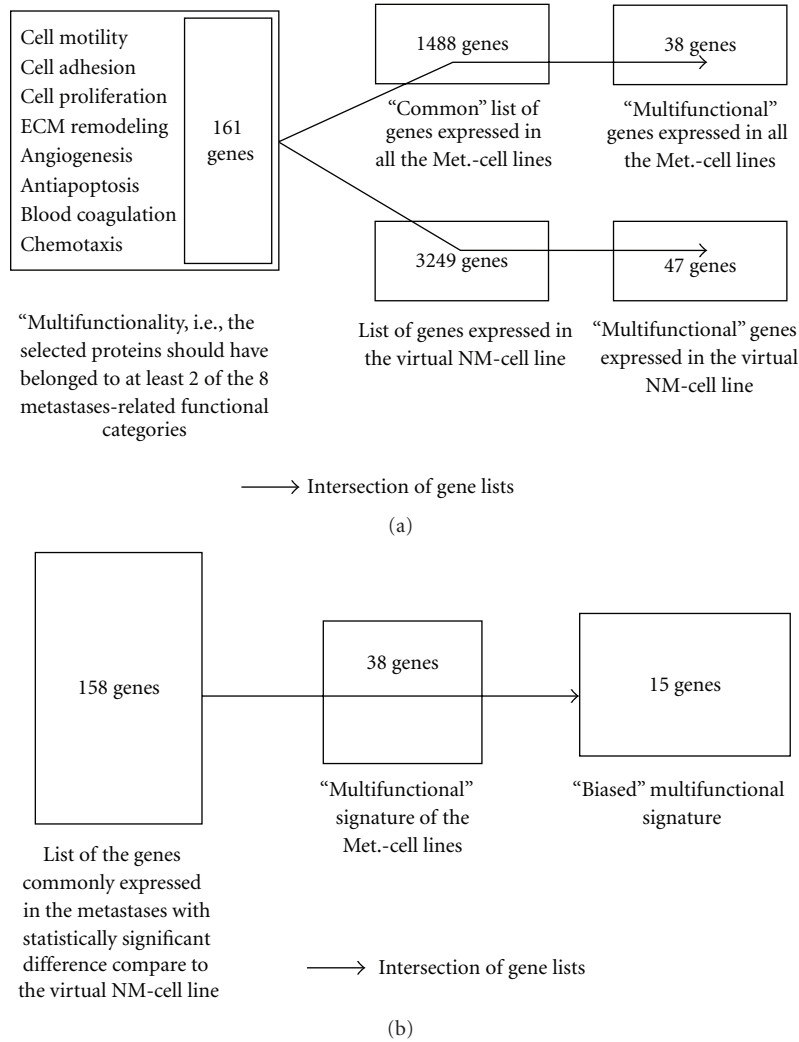 Cell motility
Cell adhesion
Cell proliferation
ECM remodeling
Angiogenesis
Antiapoptosis
Blood coagulation
Chemotaxis
161
genes
“Multifunctionality, i.e., the
selected proteins should have
belonged to at least 2 of the 8
metastases-related functional
categories
1488 genes
“Common” list of
genes expressed in
all the Met.-cell lines
38 genes
“Multifunctional”
genes expressed in all
the Met.-cell lines
3249 genes
List of genes expressed in
the virtual NM-cell line
47 genes
“Multifunctional” genes
expressed in the virtual
NM-cell line
Intersection of gene lists
(a)
158 genes
List of the genes
commonly expressed
in the metastases with
statistically significant
difference compare to
the virtual NM-cell line
38 genes
“Multifunctional”
signature of the
Met.-cell lines
15 genes
“Biased” multifunctional
signature
Intersection of gene lists
(b)